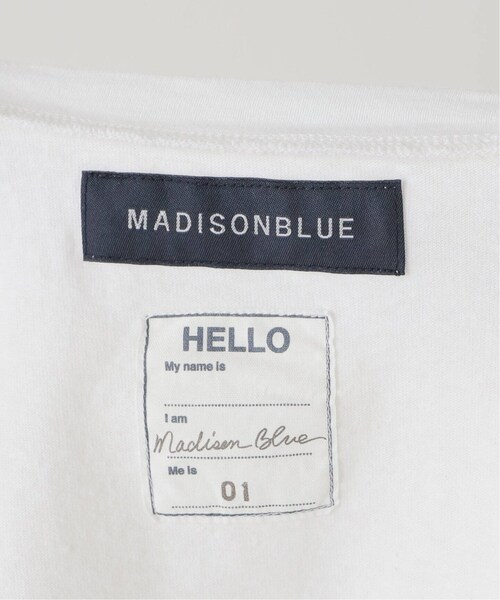 MADISONBLUE
HELLO
My name is
I am
Madison Blue
Me is
01